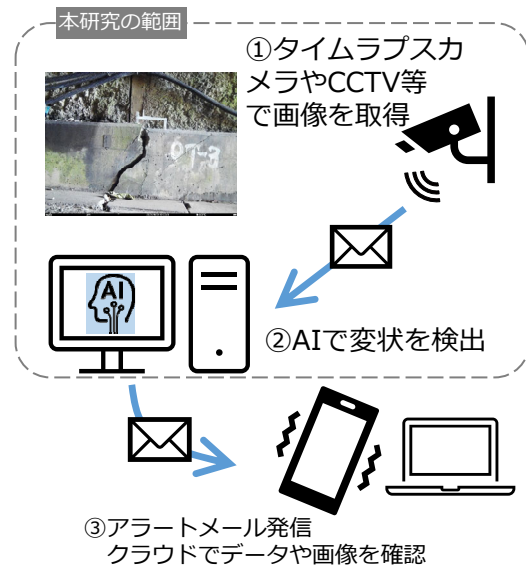 本研究の範囲
①タイムラプスカ
メラやCCTV等
で画像を取得
07-3
AI
②AIで変状を検出
③アラートメール発信
クラウドでデータや画像を確認